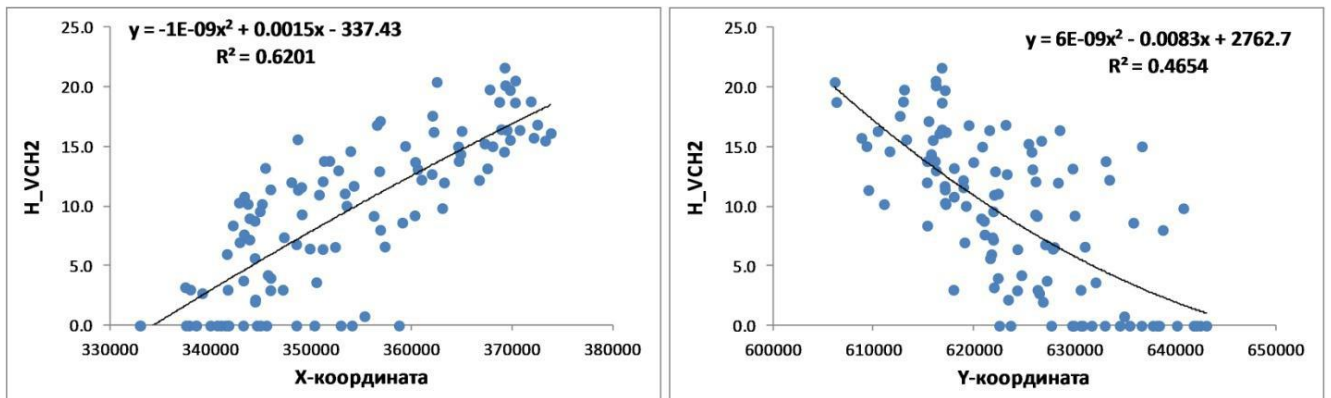 y = -1E-09x² + 0.0015x - 337.43
R² = 0.6201
H_VCH2
25.0
20.0
15.0
10.0
5.0
0.0
330000 340000 350000 360000 370000 380000
X-координата
y = 6E-09x² - 0.0083x + 2762.7
R² = 0.4654
H_VCH2
25.0
20.0
15.0
10.0
5.0
0.0
600000 610000 620000 630000 640000 650000
Y-координата